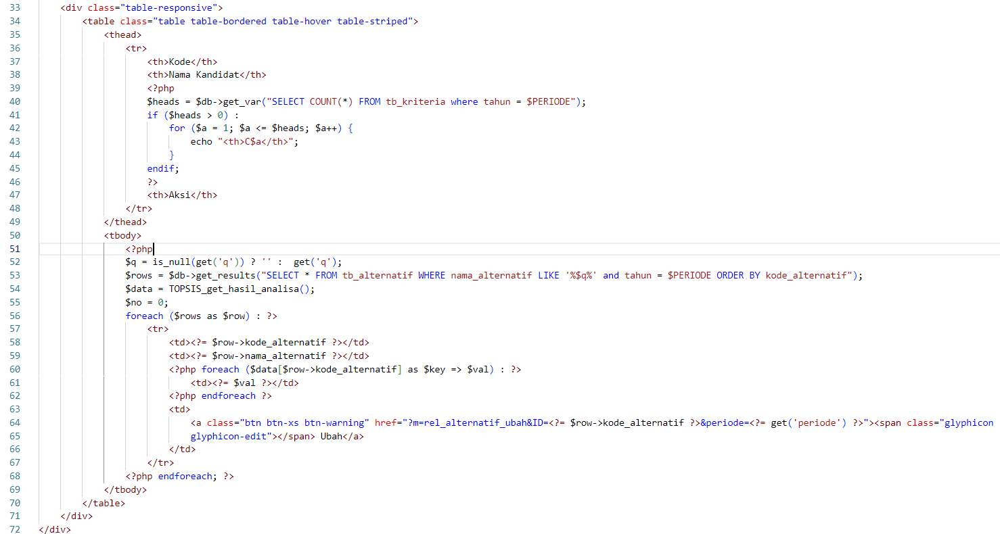 33 <div class="table-responsive">
34 <table class="table table-bordered table-hover table-striped">
35 <thead>
36 <tr>
37 <th>Kode</th>
38 <th>Nama Kandidat</th>
39 <?php
40 $heads = $db->get_var("SELECT COUNT(*) FROM tb_kriteria where tahun = $PERIODE");
41 if ($heads > 0) :
42 for ($a = 1; $a <= $heads; $a++) {
43 echo "<th>C$a</th>";
44 }
45 endif;
46 ?>
47 <th>Aksi</th>
48 </tr>
49 </thead>
50 <tbody>
51 <?php
52 $q = is_null(get('q')) ? '' :  get('q');
53 $rows = $db->get_results("SELECT * FROM tb_alternatif WHERE nama_alternatif LIKE '%$q%' and tahun = $PERIODE ORDER BY kode_alternatif");
54 $data = TOPSIS_get_hasil_analisa();
55 $no = 0;
56 foreach ($rows as $row) : ?>
57 <tr>
58 <td><?= $row->kode_alternatif ?></td>
59 <td><?= $row->nama_alternatif ?></td>
60 <?php foreach ($data[$row->kode_alternatif] as $key => $val) : ?>
61 <td><?= $val ?></td>
62 <?php endforeach ?>
63 <td>
64 <a class="btn btn-xs btn-warning" href="?m=rel_alternatif_ubah&ID=<?= $row->kode_alternatif ?>&periode=<?= get('periode') ?>"><span class="glyphicon
65 glyphicon-edit"></span> Ubah</a>
66 </td>
67 </tr>
68 <?php endforeach; ?>
69 </tbody>
70 </table>
71 </div>
72 </div>